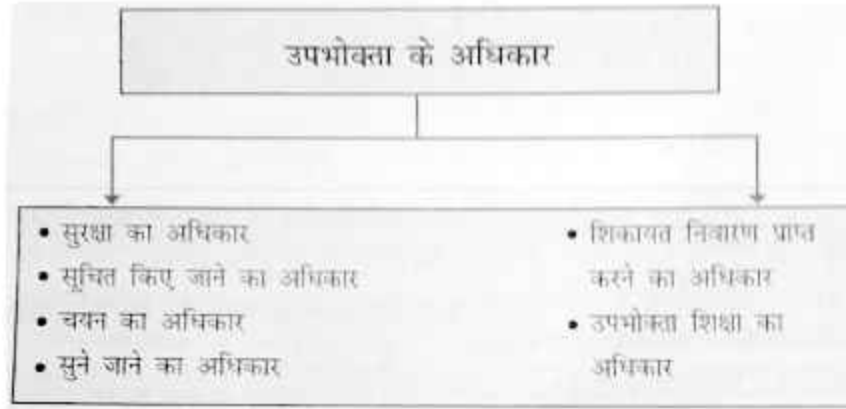 उपभोक्ता के अधिकार
• सुरक्षा का अधिकार
• सूचित किए जाने का अधिकार
• चयन का अधिकार
• सुने जाने का अधिकार
• शिकायत निवारण प्राप्त
करने का अधिकार
• उपभोक्ता शिक्षा का
अधिकार